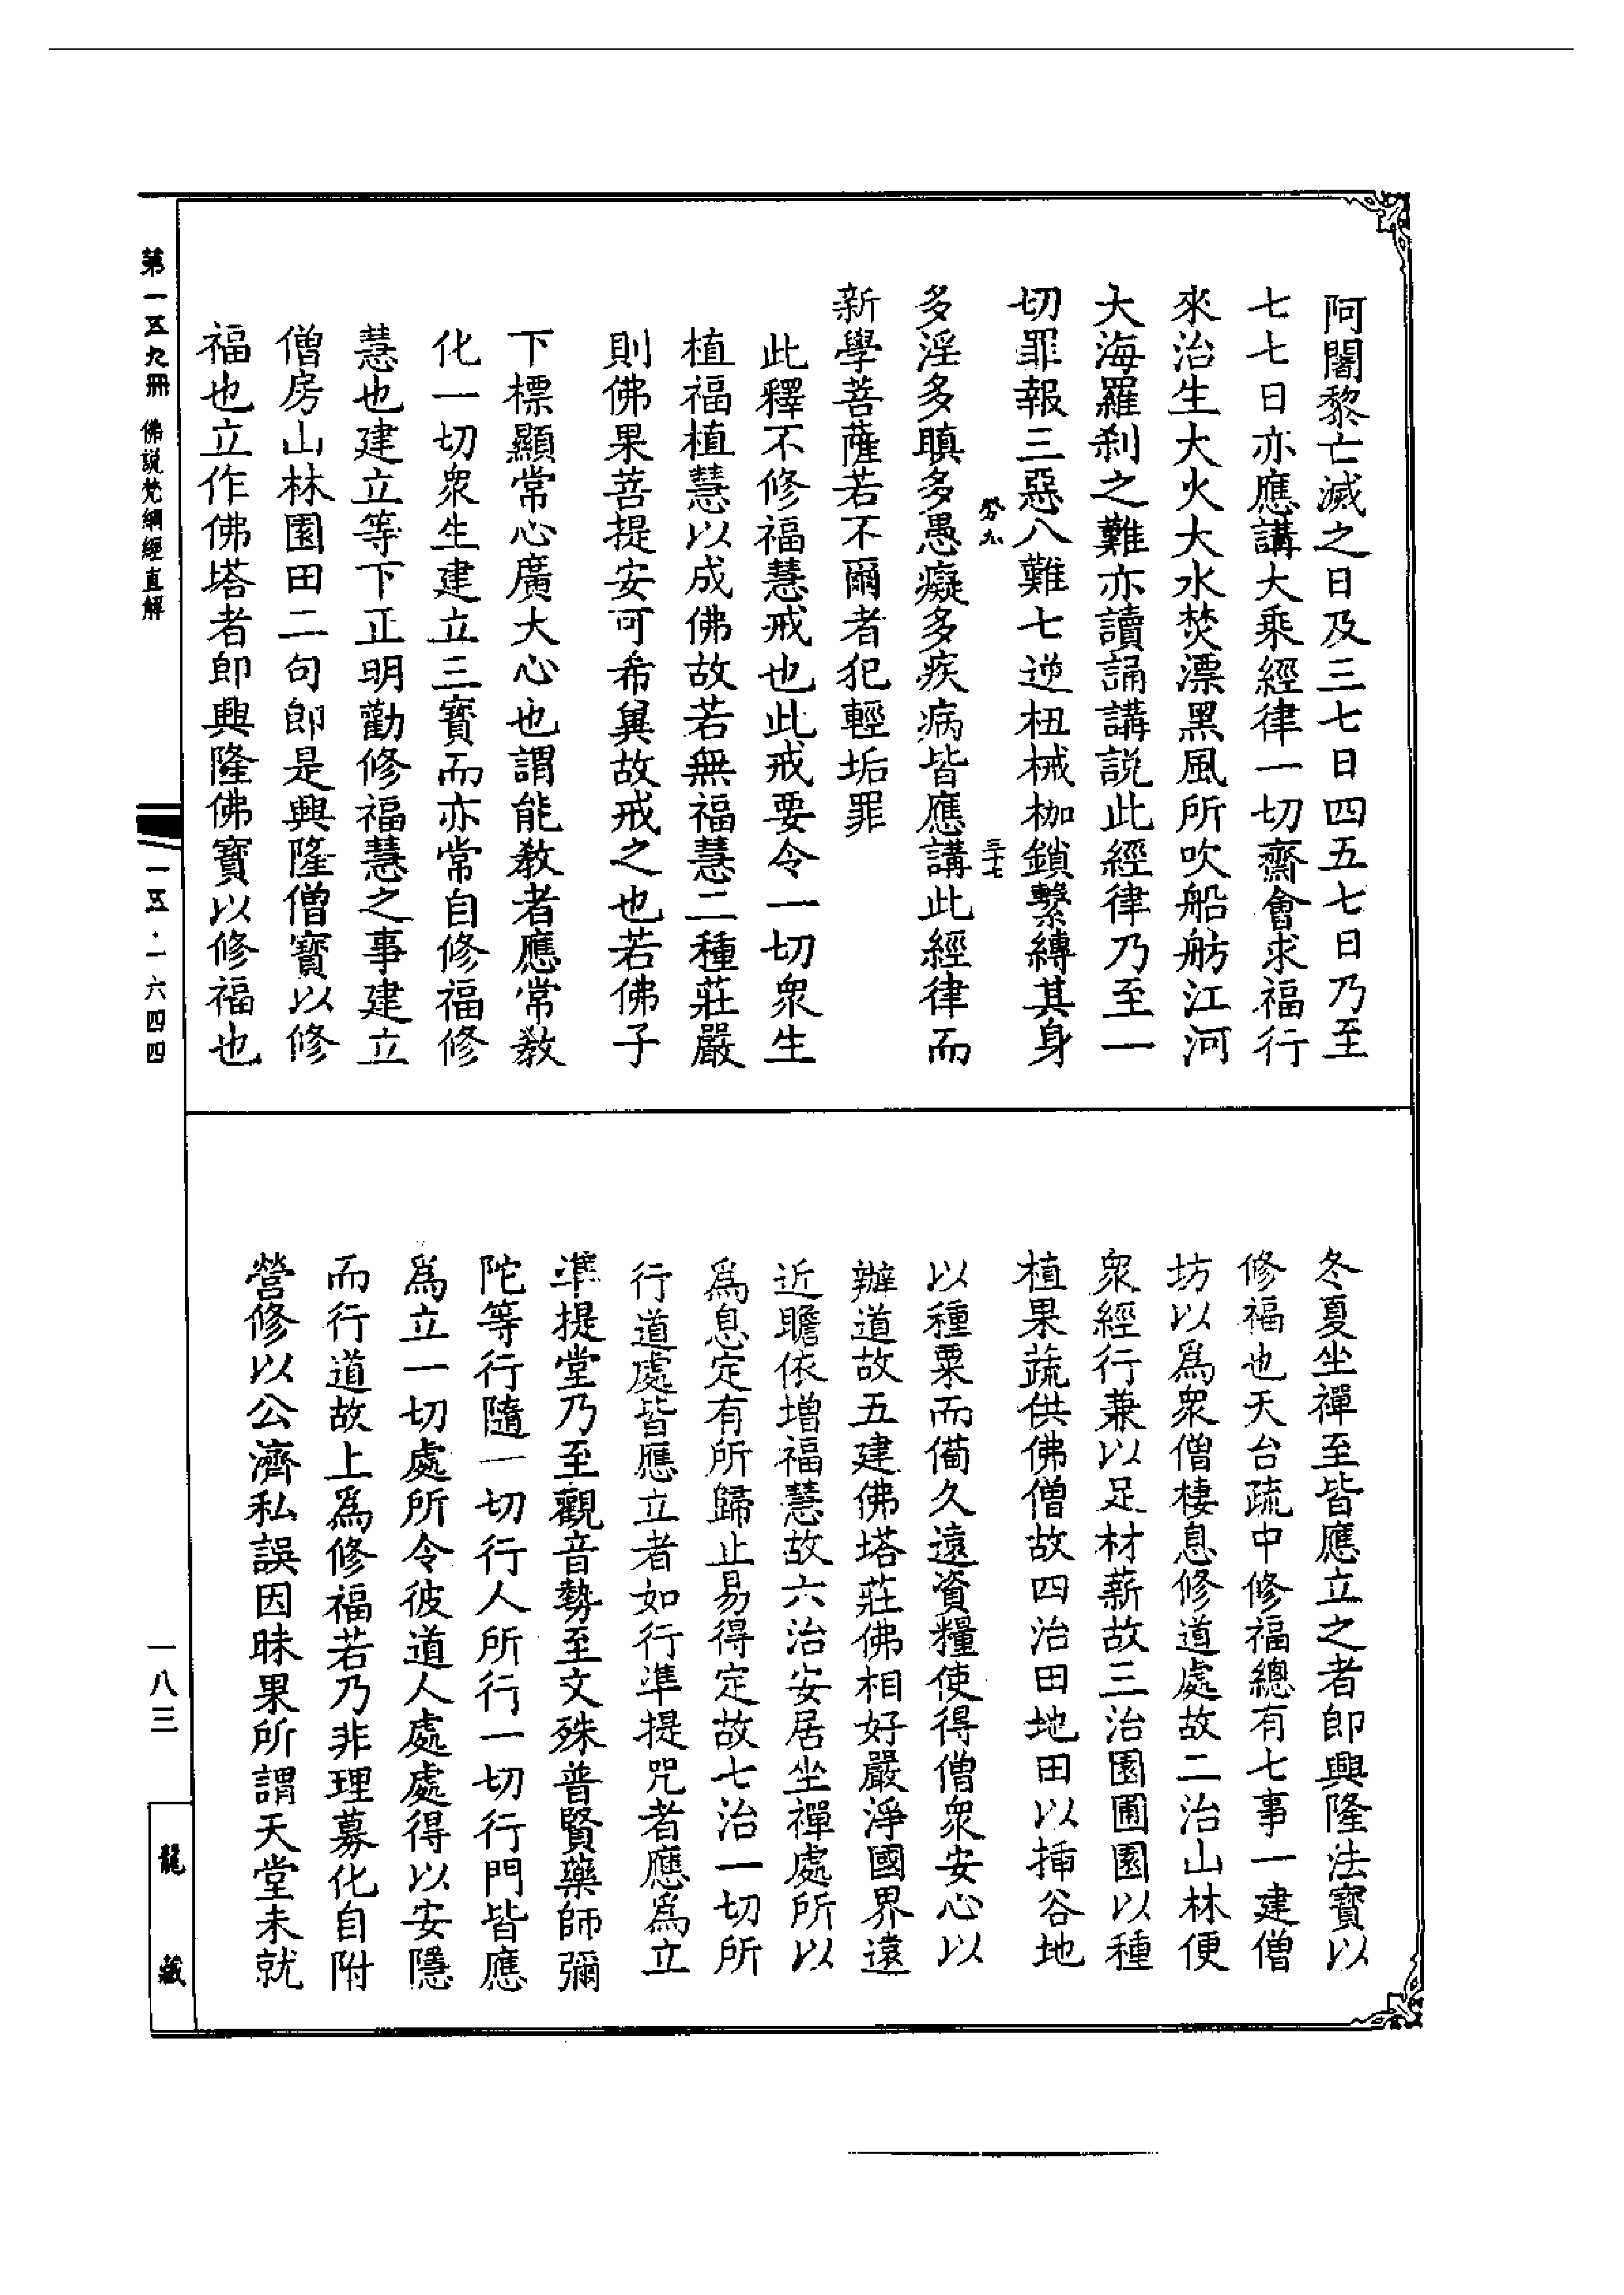 阿闍黎亡滅之日及三七日四五七日乃至
七七日亦應講大乘經律一切齋會求福行
來治生大火大水焚漂黑風所吹船舫江河
大海羅剎之難亦讀誦講說此經律乃至一
切罪報三惡八難七逆杻械枷鎖繫縛其身
多淫多瞋多愚癡多疾病皆應講此經律而
三十七
新學菩薩若不爾者犯輕垢罪
此釋不修福慧戒也此戒要令一切衆生
植福植慧以成佛故若無福慧二種莊嚴
則佛果菩提安可希冀故戒之也若佛子
下標顯常心廣大心也謂能教者應常教
化一切衆生建立三寳而亦常自修福修
慧也建立等下正明勸修福慧之事建立
僧房山林園田二句即是興隆僧寳以修
福也立作佛塔者即興隆佛寳以修福也
冬夏坐禪至皆應立之者即興隆法寳以
修福也天台疏中修福總有七事一建僧
坊以爲衆僧棲息修道處故二治山林便
衆經行兼以足材薪故三治園圃園以種
植果蔬供佛僧故四治田地田以揷谷地
以種粟而備久遠資糧使得僧衆安心以
辦道故五建佛塔莊佛相好嚴淨國界遠
近瞻依增福慧故六治安居坐禪處所以
爲息定有所歸止易得定故七治一切所
行道處皆應立者如行準提咒者應爲立
準提堂乃至觀音勢至文殊普賢藥師彌
陀等行隨一切行人所行一切行門皆應
爲立一切處所令彼道人處處得以安隱
而行道故上爲修福若乃非理募化自附
營修以公濟私誤因昧果所謂天堂未就
第一五九冊 佛説梵網經直解
一五·一六四四
一八三
龍藏